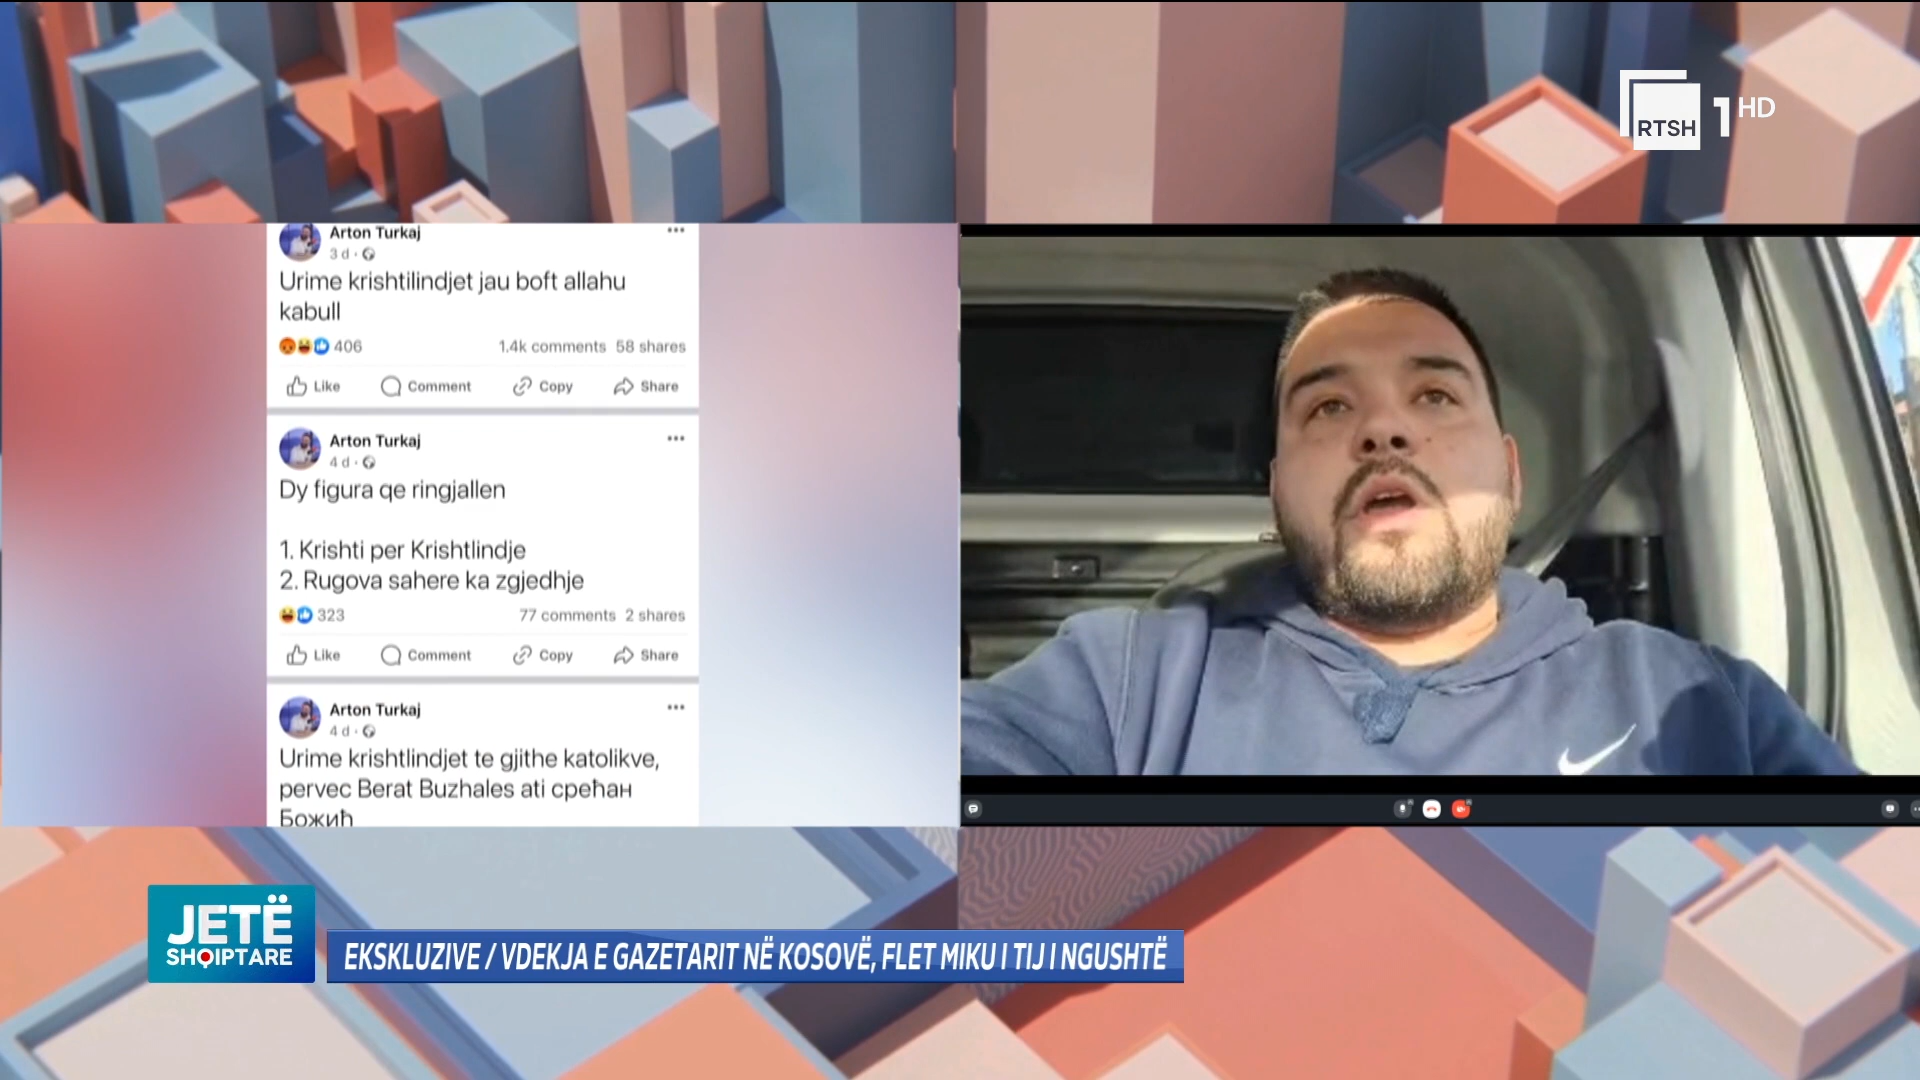 RTSH 1 HD
Arton Turkaj
3 d
Urime krishtilindjet jau boft allahu
kabull
406 1.4k comments 58 shares
Like Comment Copy Share
Arton Turkaj
4 d
Dy figura qe ringjallen
1. Krishti per Krishtlindje
2. Rugova sahere ka zgjedhje
323 77 comments 2 shares
Like Comment Copy Share
Arton Turkaj
4 d
Urime krishtlindjet te gjithe katolikve,
pervec Berat Buzhales ati срећан
Божић
JETË
SHQIPTARE
EKSKLUZIVE / VDEKJA E GAZETARIT NË KOSOVË, FLET MIKU I TIJ I NGUSHTË